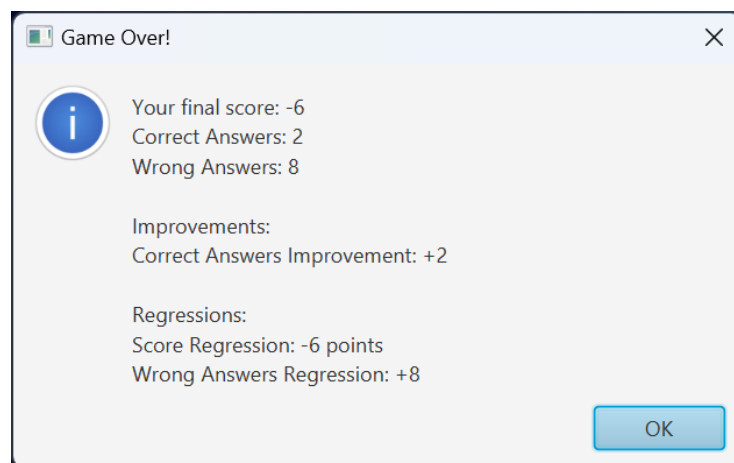 Game Over!
Your final score: -6
Correct Answers: 2
Wrong Answers: 8
Improvements:
Correct Answers Improvement: +2
Regressions:
Score Regression: -6 points
Wrong Answers Regression: +8
OK